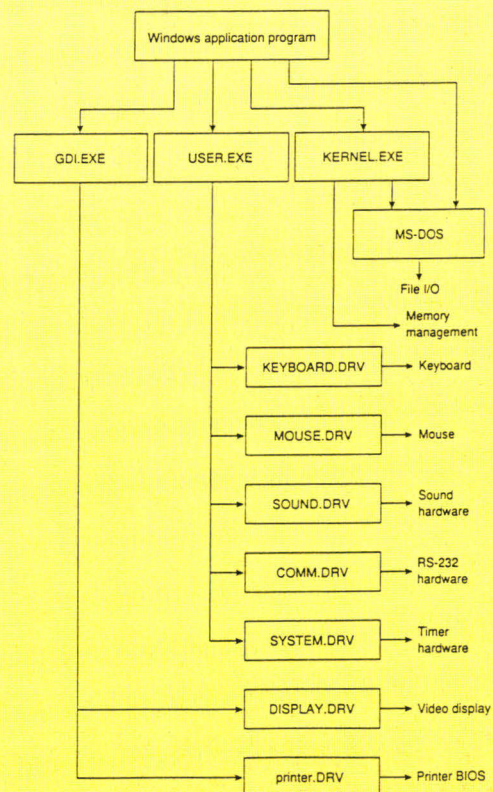 Windows application program
GDI.EXE
USER.EXE
KERNEL.EXE
MS-DOS
File I/O
Memory
management
KEYBOARD.DRV
Keyboard
MOUSE.DRV
Mouse
SOUND.DRV
Sound
hardware
COMM.DRV
RS-232
hardware
SYSTEM.DRV
Timer
hardware
DISPLAY.DRV
Video display
printer.DRV
Printer BIOS